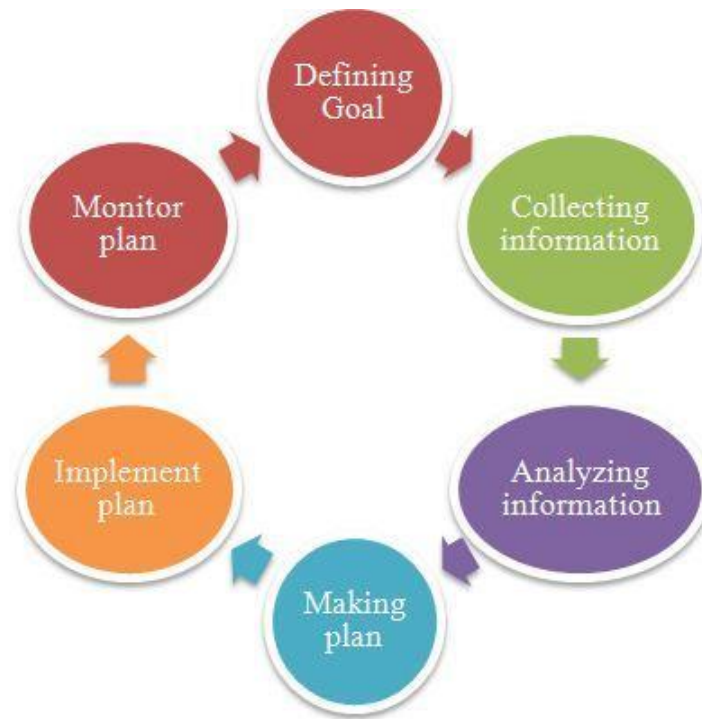 Defining
Goal
Collecting
information
Analyzing
information
Making
plan
Implement
plan
Monitor
plan